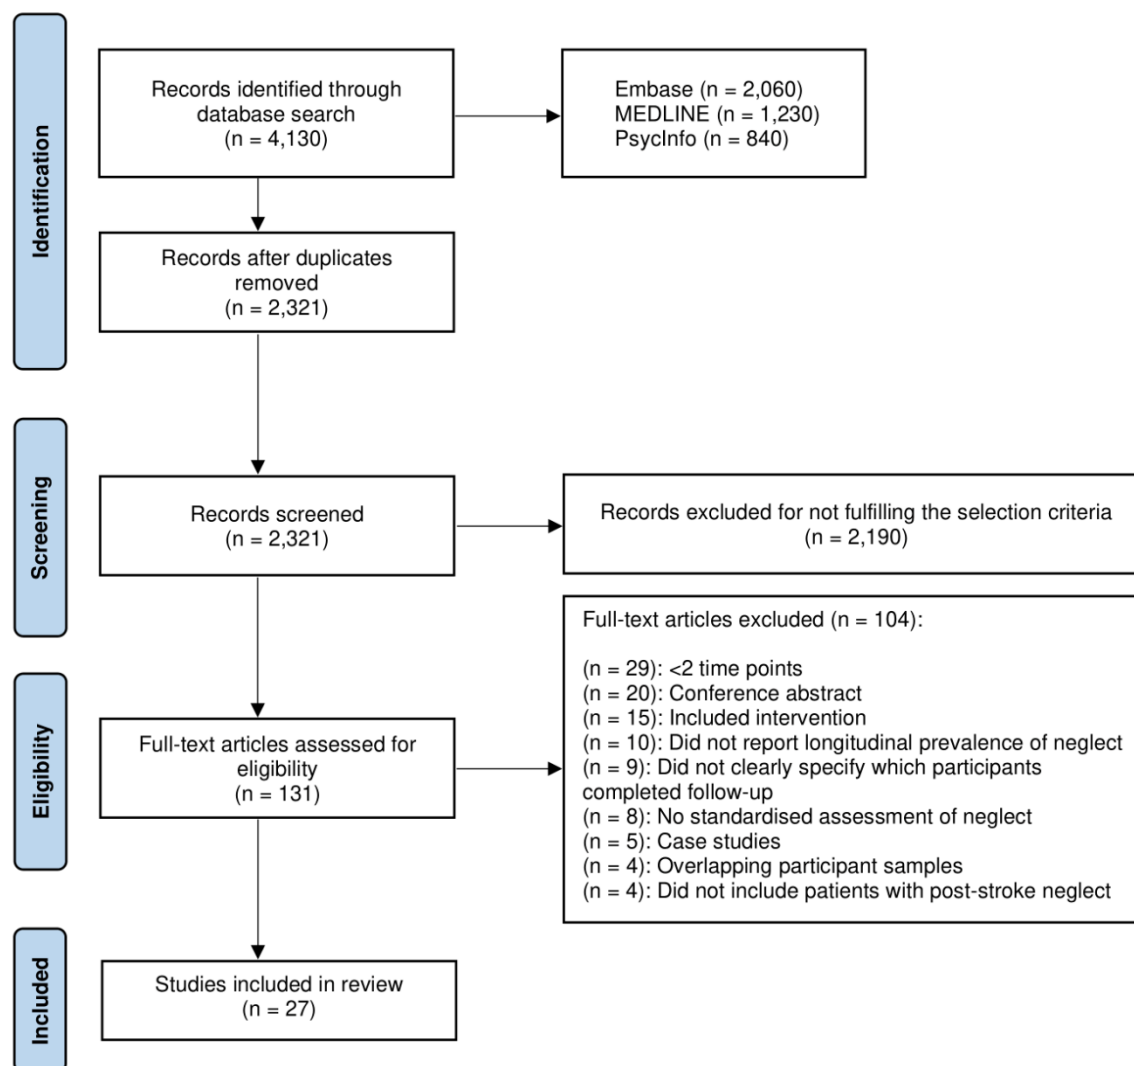 Identification
Records identified through
database search
(n = 4,130)
Embase (n = 2,060)
MEDLINE (n = 1,230)
PsycInfo (n = 840)
Records after duplicates
removed
(n = 2,321)
Screening
Records screened
(n = 2,321)
Records excluded for not fulfilling the selection criteria
(n = 2,190)
Eligibility
Full-text articles assessed for
eligibility
(n = 131)
Full-text articles excluded (n = 104):
(n = 29): <2 time points
(n = 20): Conference abstract
(n = 15): Included intervention
(n = 10): Did not report longitudinal prevalence of neglect
(n = 9): Did not clearly specify which participants
completed follow-up
(n = 8): No standardised assessment of neglect
(n = 5): Case studies
(n = 4): Overlapping participant samples
(n = 4): Did not include patients with post-stroke neglect
Included
Studies included in review
(n = 27)